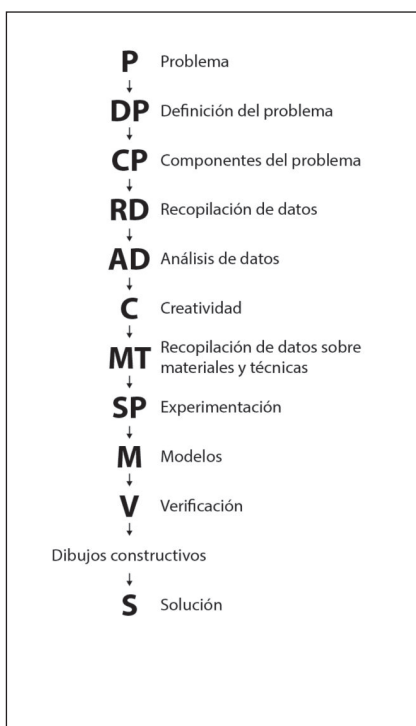 P Problema
DP Definición del problema
CP Componentes del problema
RD Recopilación de datos
AD Análisis de datos
C Creatividad
MT Recopilación de datos sobre
materiales y técnicas
SP Experimentación
M Modelos
V Verificación
Dibujos constructivos
S Solución